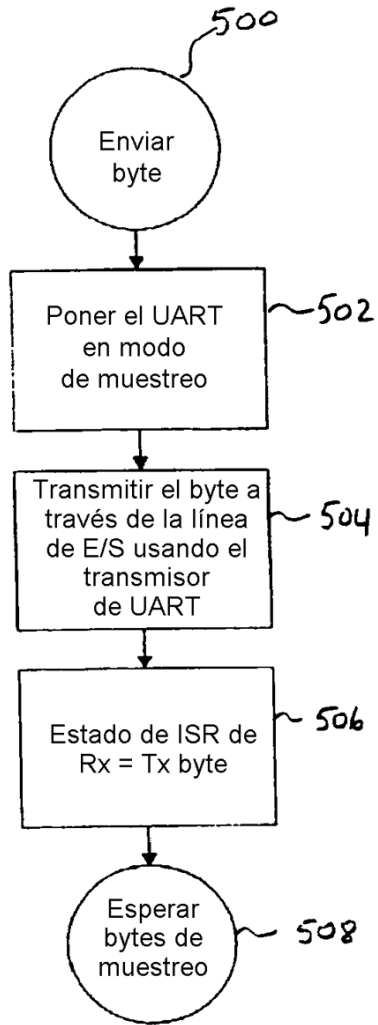 500
Enviar
byte
Poner el UART
en modo
de muestreo
502
Transmitir el byte a
través de la línea
de E/S usando el
transmisor
de UART
504
Estado de ISR de
Rx = Tx byte
506
Esperar
bytes de
muestreo
508